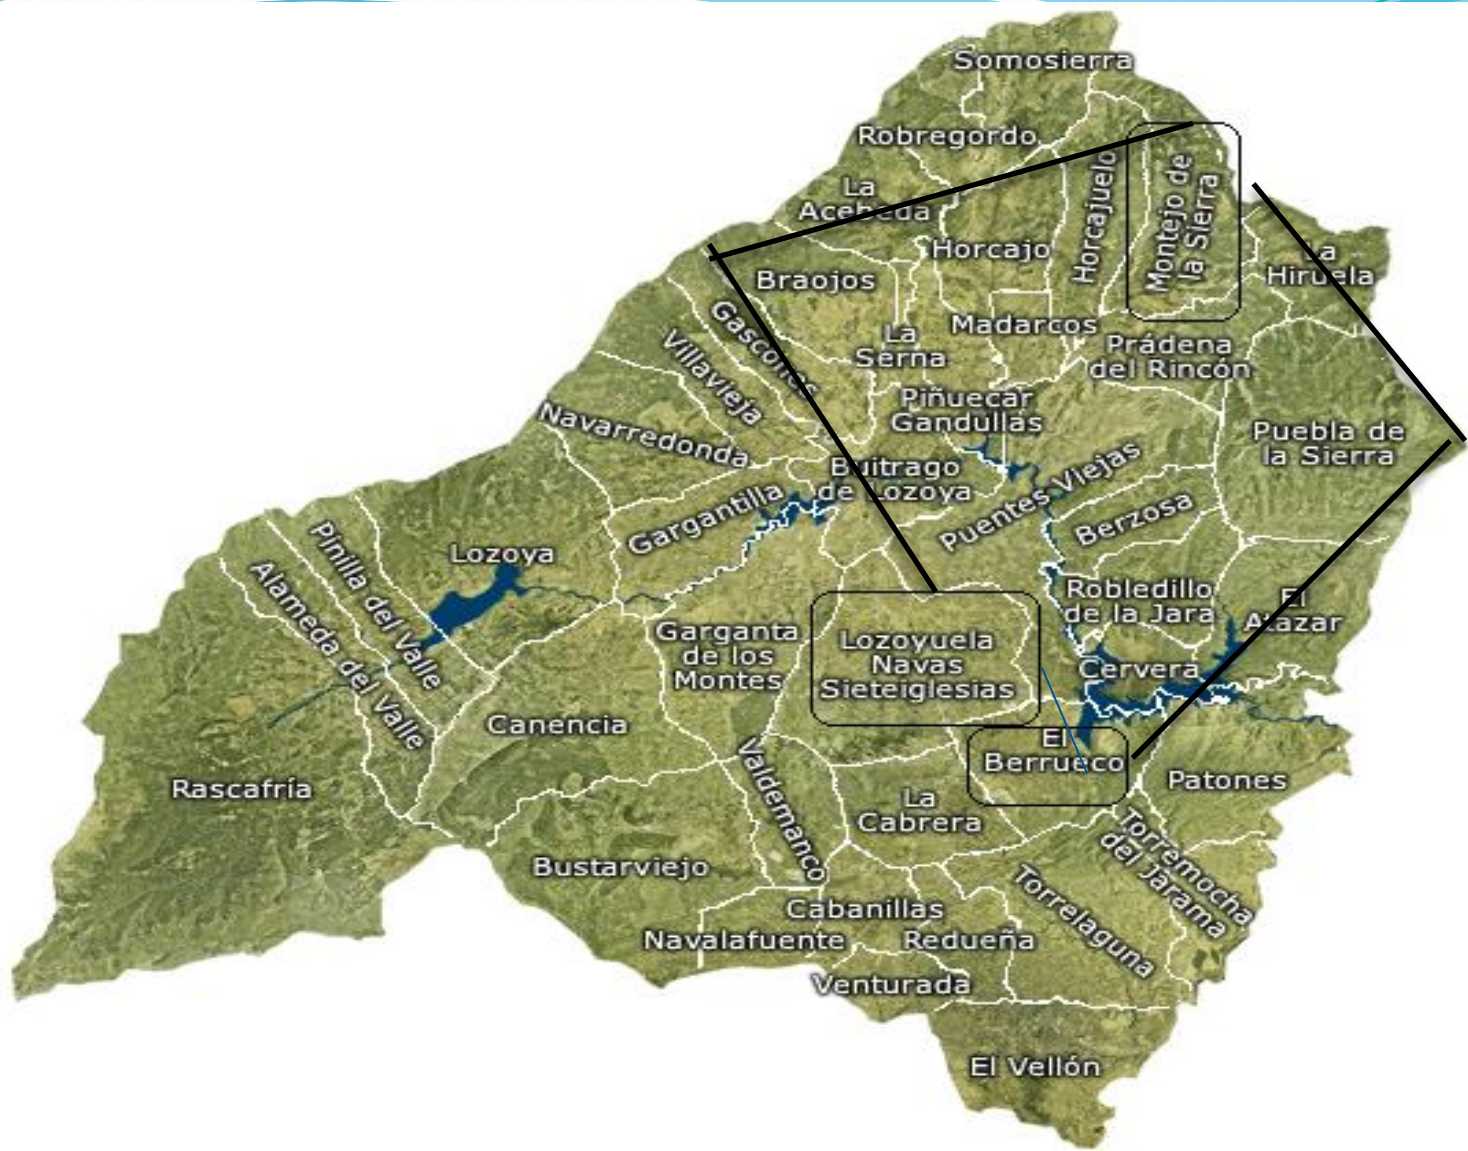 Somosierra
Robregordo
La
Acebeda
Horcajuelo
Montejo de
la Sierra
La
Hiruela
Horcajo
Braojos
Gascones
Madarcos
La
Serna
Prádena
del Rincón
Villavieja
Piñuecar
Gandullas
Puebla de
la Sierra
Navarredonda
Buitrago
de Lozoya
Puentes Viejas
Berzosa
Gargantilla
Lozoya
Pinilla del Valle
Alameda del Valle
Robledillo
de la Jara
El
Atazar
Garganta
de los
Montes
Lozoyuela
Navas
Sieteiglesias
Cervera
Canencia
El
Berrueco
Rascafría
Valdemanco
Patones
La
Cabrera
Torremocha
del Jarama
Bustarviejo
Torrelaguna
Cabanillas
Navalafuente
Redueña
Venturada
El Vellón